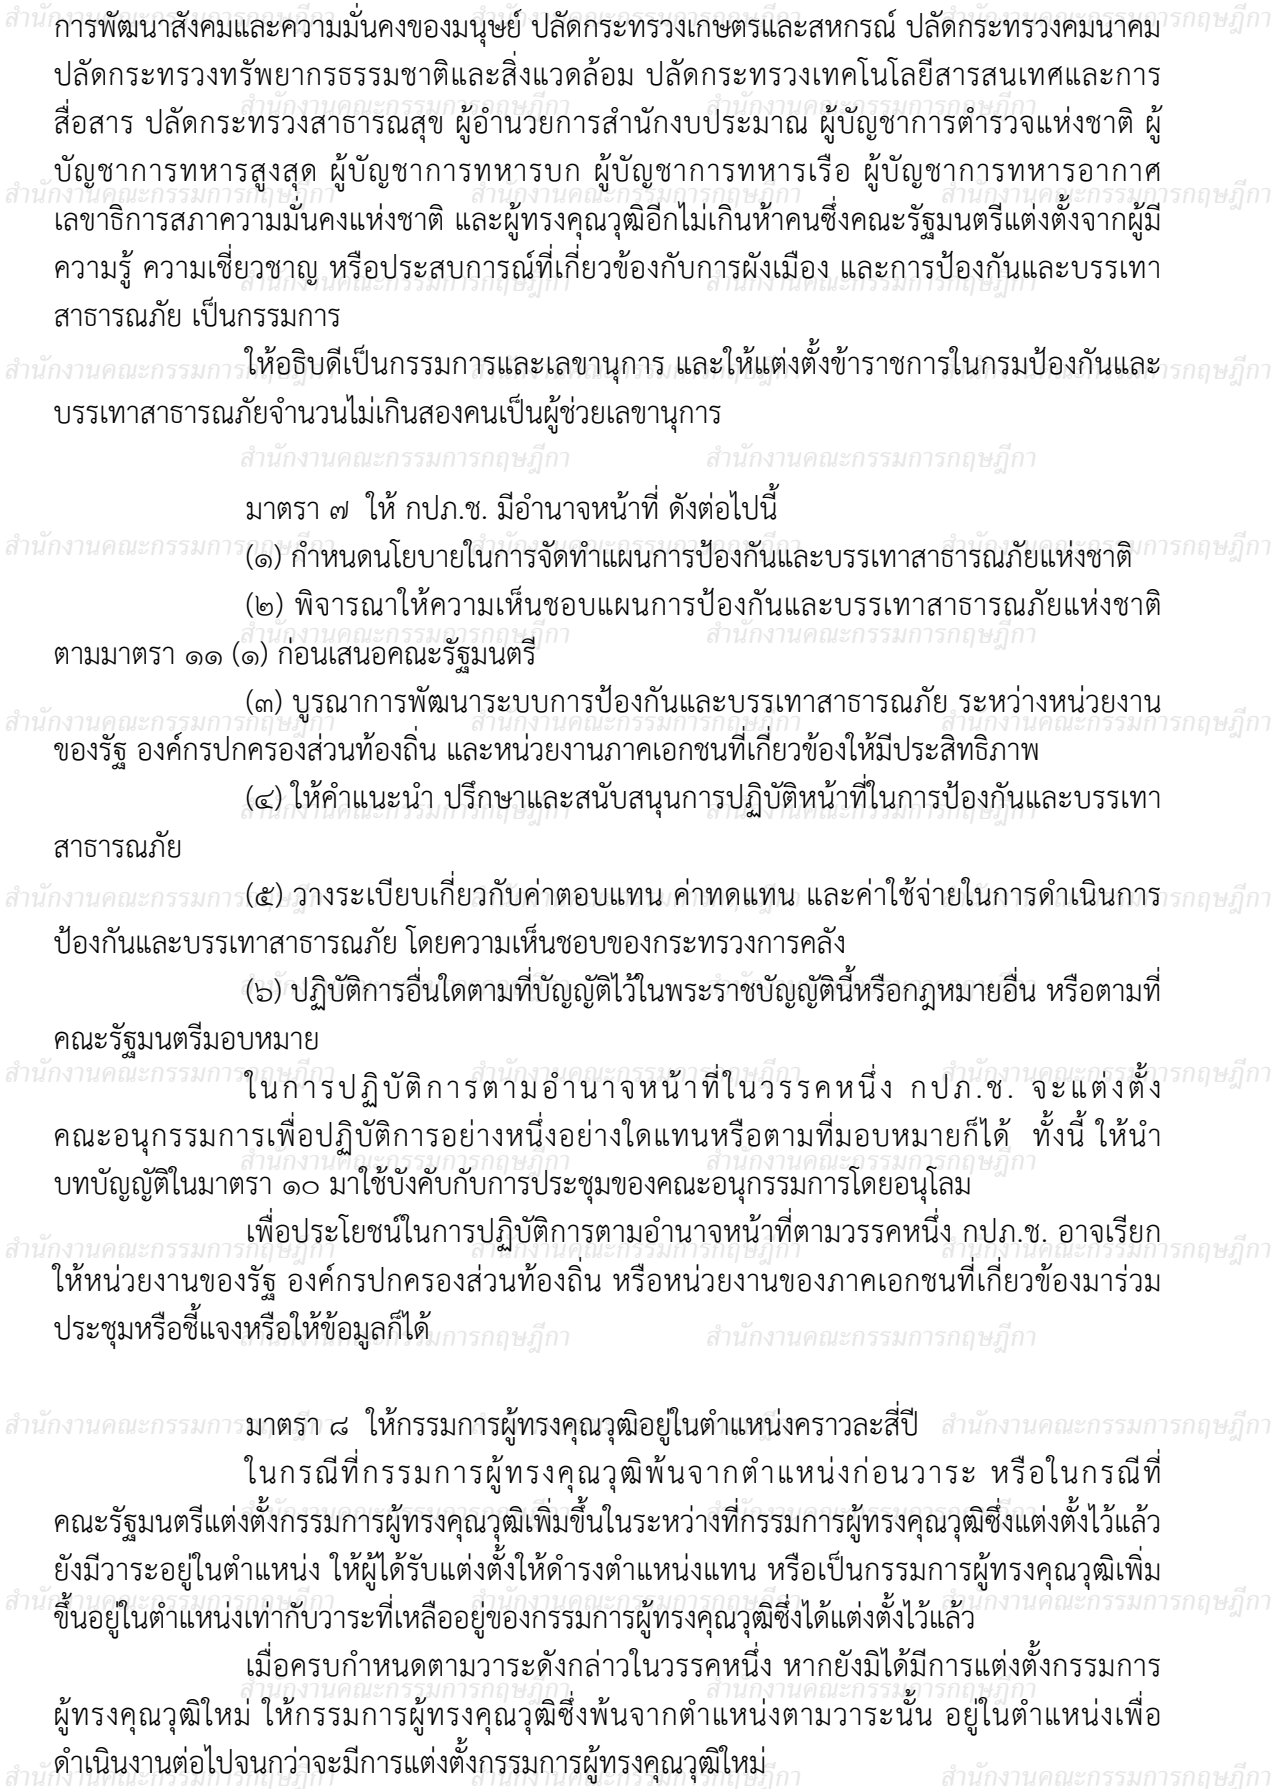 การพัฒนาสังคมและความมั่นคงของมนุษย์ ปลัดกระทรวงเกษตรและสหกรณ์ ปลัดกระทรวงคมนาคม
ปลัดกระทรวงทรัพยากรธรรมชาติและสิ่งแวดล้อม ปลัดกระทรวงเทคโนโลยีสารสนเทศและการ
สื่อสาร ปลัดกระทรวงสาธารณสุข ผู้อำนวยการสำนักงบประมาณ ผู้บัญชาการตำรวจแห่งชาติ ผู้
บัญชาการทหารสูงสุด ผู้บัญชาการทหารบก ผู้บัญชาการทหารเรือ ผู้บัญชาการทหารอากาศ
เลขาธิการสภาความมั่นคงแห่งชาติ และผู้ทรงคุณวุฒิอีกไม่เกินห้าคนซึ่งคณะรัฐมนตรีแต่งตั้งจากผู้มี
ความรู้ ความเชี่ยวชาญ หรือประสบการณ์ที่เกี่ยวข้องกับการผังเมือง และการป้องกันและบรรเทา
สาธารณภัย เป็นกรรมการ
ให้อธิบดีเป็นกรรมการและเลขานุการ และให้แต่งตั้งข้าราชการในกรมป้องกันและ
บรรเทาสาธารณภัยจำนวนไม่เกินสองคนเป็นผู้ช่วยเลขานุการ
มาตรา ๗ ให้ กปภ.ช. มีอำนาจหน้าที่ ดังต่อไปนี้
(๑) กำหนดนโยบายในการจัดทำแผนการป้องกันและบรรเทาสาธารณภัยแห่งชาติ
(๒) พิจารณาให้ความเห็นชอบแผนการป้องกันและบรรเทาสาธารณภัยแห่งชาติ
ตามมาตรา ๑๑ (๑) ก่อนเสนอคณะรัฐมนตรี
(๓) บูรณาการพัฒนาระบบการป้องกันและบรรเทาสาธารณภัย ระหว่างหน่วยงาน
ของรัฐ องค์กรปกครองส่วนท้องถิ่น และหน่วยงานภาคเอกชนที่เกี่ยวข้องให้มีประสิทธิภาพ
(๔) ให้คำแนะนำ ปรึกษาและสนับสนุนการปฏิบัติหน้าที่ในการป้องกันและบรรเทา
สาธารณภัย
(๕) วางระเบียบเกี่ยวกับค่าตอบแทน ค่าทดแทน และค่าใช้จ่ายในการดำเนินการ
ป้องกันและบรรเทาสาธารณภัย โดยความเห็นชอบของกระทรวงการคลัง
(๖) ปฏิบัติการอื่นใดตามที่บัญญัติไว้ในพระราชบัญญัตินี้หรือกฎหมายอื่น หรือตามที่
คณะรัฐมนตรีมอบหมาย
ในการปฏิบัติการตามอำนาจหน้าที่ในวรรคหนึ่ง กปภ.ช. จะแต่งตั้ง
คณะอนุกรรมการเพื่อปฏิบัติการอย่างหนึ่งอย่างใดแทนหรือตามที่มอบหมายก็ได้ ทั้งนี้ ให้นำ
บทบัญญัติในมาตรา ๑๐ มาใช้บังคับกับการประชุมของคณะอนุกรรมการโดยอนุโลม
เพื่อประโยชน์ในการปฏิบัติการตามอำนาจหน้าที่ตามวรรคหนึ่ง กปภ.ช. อาจเรียก
ให้หน่วยงานของรัฐ องค์กรปกครองส่วนท้องถิ่น หรือหน่วยงานของภาคเอกชนที่เกี่ยวข้องมาร่วม
ประชุมหรือชี้แจงหรือให้ข้อมูลก็ได้
มาตรา ๘ ให้กรรมการผู้ทรงคุณวุฒิอยู่ในตำแหน่งคราวละสี่ปี
ในกรณีที่กรรมการผู้ทรงคุณวุฒิพ้นจากตำแหน่งก่อนวาระ หรือในกรณีที่
คณะรัฐมนตรีแต่งตั้งกรรมการผู้ทรงคุณวุฒิเพิ่มขึ้นในระหว่างที่กรรมการผู้ทรงคุณวุฒิซึ่งแต่งตั้งไว้แล้ว
ยังมีวาระอยู่ในตำแหน่ง ให้ผู้ได้รับแต่งตั้งให้ดำรงตำแหน่งแทน หรือเป็นกรรมการผู้ทรงคุณวุฒิเพิ่ม
ขึ้นอยู่ในตำแหน่งเท่ากับวาระที่เหลืออยู่ของกรรมการผู้ทรงคุณวุฒิซึ่งได้แต่งตั้งไว้แล้ว
เมื่อครบกำหนดตามวาระดังกล่าวในวรรคหนึ่ง หากยังมิได้มีการแต่งตั้งกรรมการ
ผู้ทรงคุณวุฒิใหม่ ให้กรรมการผู้ทรงคุณวุฒิซึ่งพ้นจากตำแหน่งตามวาระนั้น อยู่ในตำแหน่งเพื่อ
ดำเนินงานต่อไปจนกว่าจะมีการแต่งตั้งกรรมการผู้ทรงคุณวุฒิใหม่